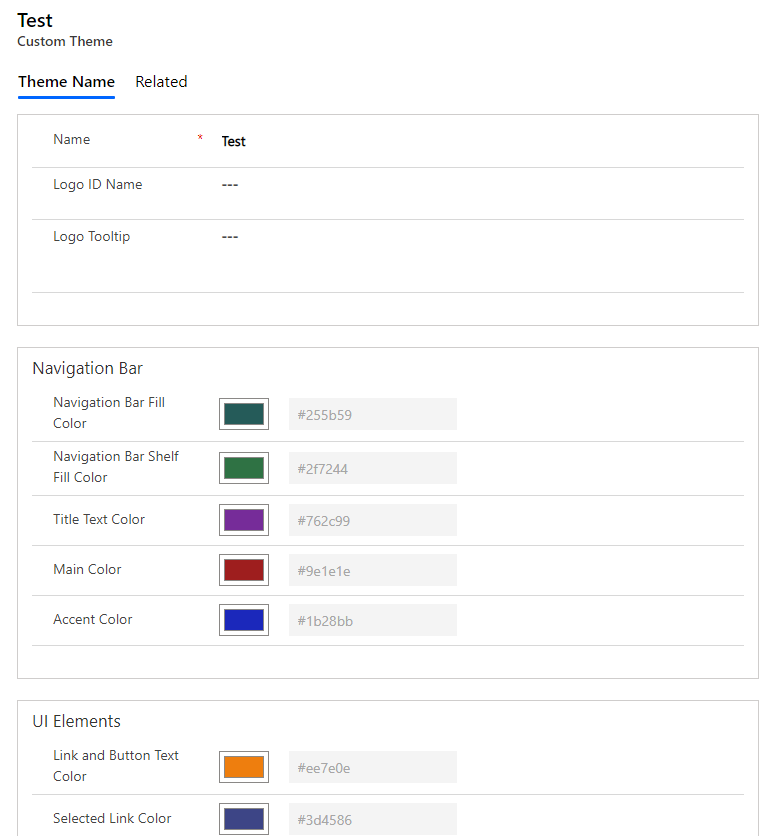 Test
Custom Theme
Theme Name Related
Name * Test
Logo ID Name ---
Logo Tooltip ---
Navigation Bar
Navigation Bar Fill
Color
#255b59
Navigation Bar Shelf
Fill Color
#2f7244
Title Text Color #762c99
Main Color #9e1e1e
Accent Color #1b28bb
UI Elements
Link and Button Text
Color
#ee7e0e
Selected Link Color #3d4586